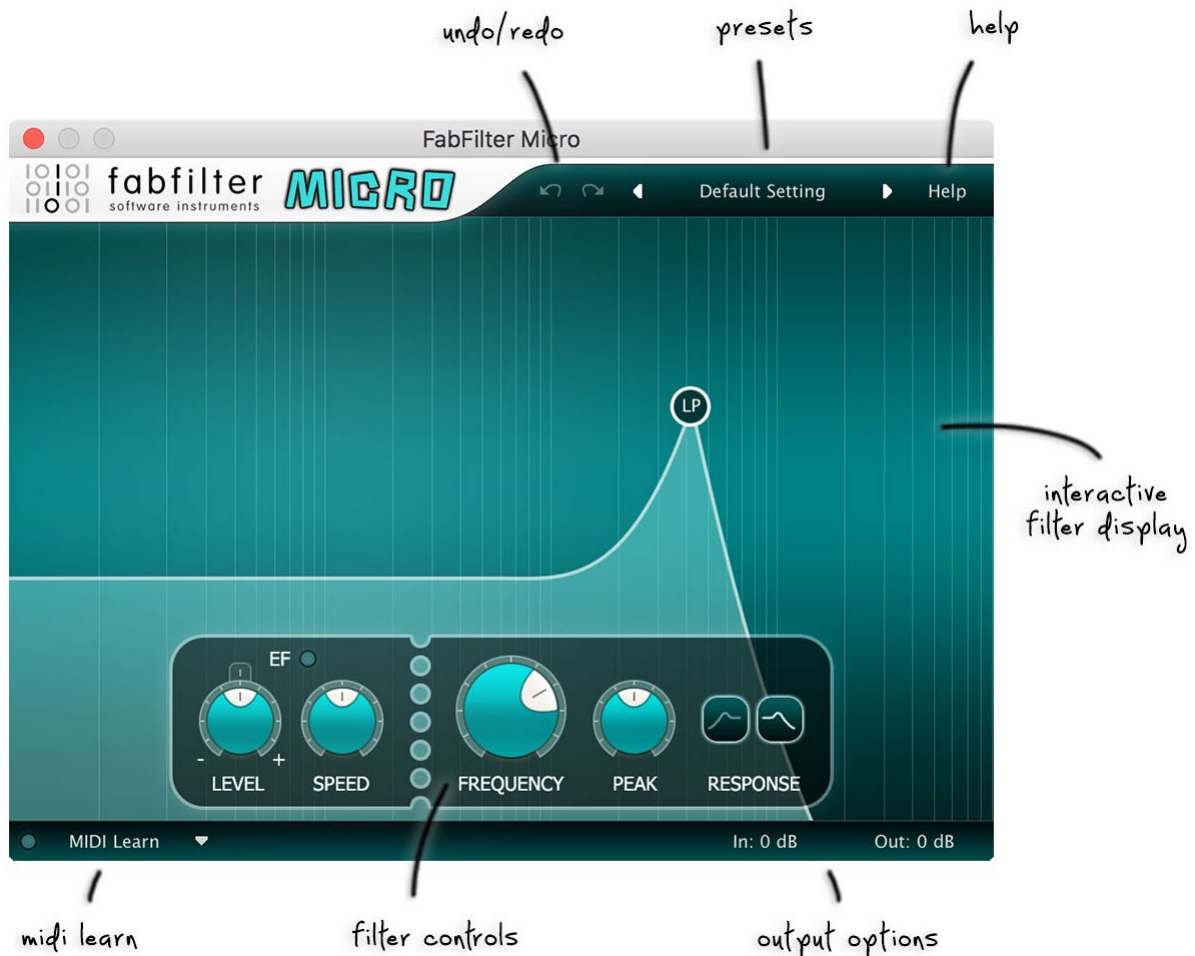 undo/redo
presets
help
FabFilter Micro
fabfilter
software instruments
MICRO
Default Setting
Help
LP
interactive
filter display
EF
- +
LEVEL
SPEED
FREQUENCY
PEAK
RESPONSE
MIDI Learn
In: 0 dB
Out: 0 dB
midi learn
filter controls
output options